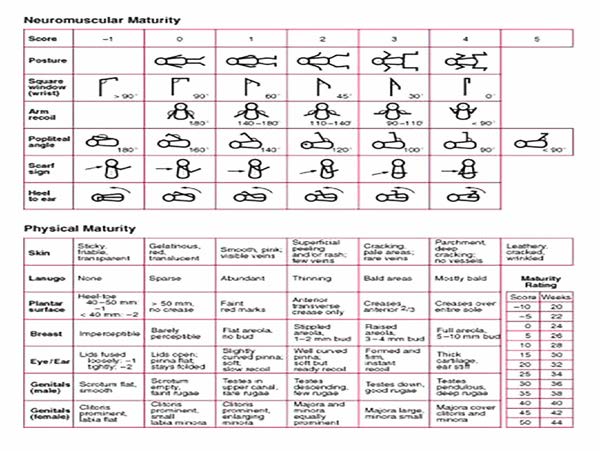 Neuromuscular Maturity
Score −1 0 1 2 3 4 5
Posture
Square window (wrist) > 90° 90° 60° 45° 30° 0°
Arm recoil 180° 140°-180° 110°-140° 90°-110° < 90°
Popliteal angle 180° 160° 140° 120° 100° 90° < 90°
Scarf sign
Heel to ear
Physical Maturity
Skin
Sticky, friable, transparent
Gelatinous, red, translucent
Smooth, pink; visible veins
Superficial peeling and/or rash; few veins
Cracking, pale areas; rare veins
Parchment, deep cracking; no vessels
Leathery, cracked, wrinkled
Lanugo None Sparse Abundant Thinning Bald areas Mostly bald
Plantar surface
Heel-toe 40–50 mm: −1 < 40 mm: −2
> 50 mm, no crease
Faint red marks
Anterior transverse crease only
Creases anterior 2/3
Creases over entire sole
Breast
Imperceptible
Barely perceptible
Flat areola, no bud
Stippled areola, 1–2 mm bud
Raised areola, 3–4 mm bud
Full areola, 5–10 mm bud
Eye/Ear
Lids fused loosely: −1 tightly: −2
Lids open; pinna flat, stays folded
Slightly curved pinna; soft, slow recoil
Well curved pinna; soft but ready recoil
Formed and firm, instant recoil
Thick cartilage, ear stiff
Genitals (male)
Scrotum flat, smooth
Scrotum empty, faint rugae
Testes in upper canal, rare rugae
Testes descending, few rugae
Testes down, good rugae
Testes pendulous, deep rugae
Genitals (female)
Clitoris prominent, labia flat
Clitoris prominent, small labia minora
Clitoris prominent, enlarging minora
Majora and minora equally prominent
Majora large, minora small
Majora cover clitoris and minora
Maturity Rating
Score Weeks
−10 20
−5 22
0 24
5 26
10 28
15 30
20 32
25 34
30 36
35 38
40 40
45 42
50 44